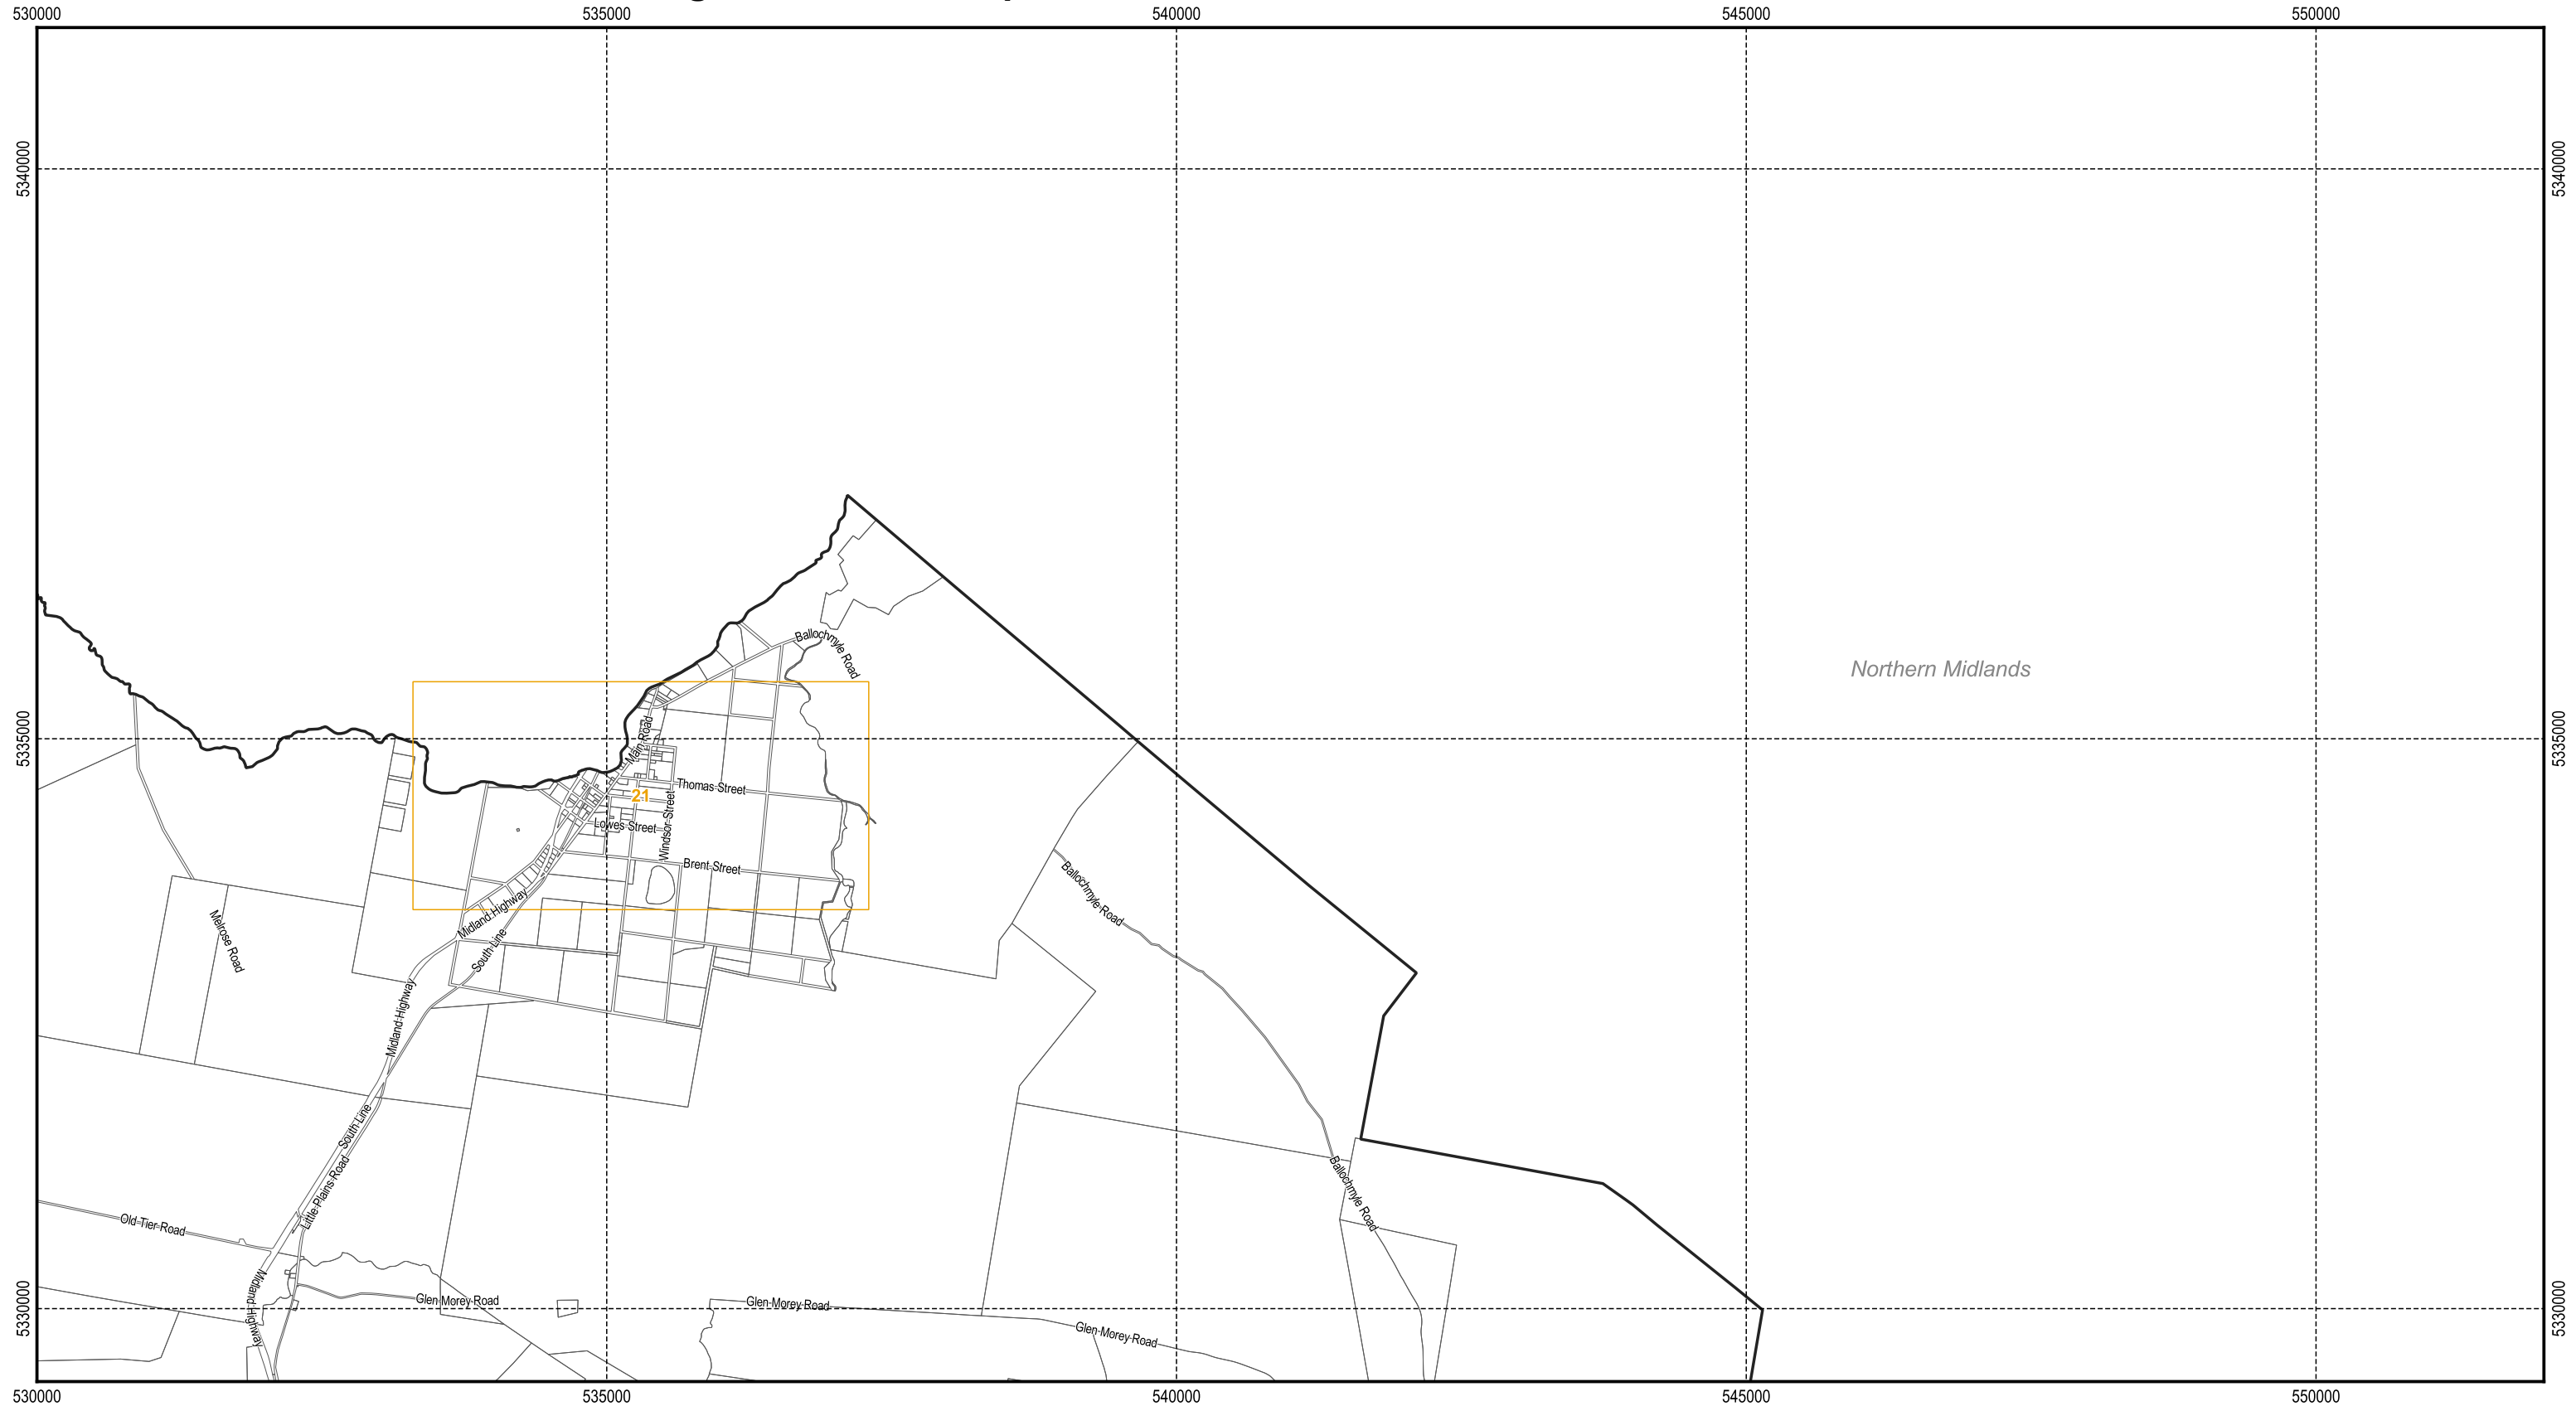 530000 535000 540000 545000 550000
5340000 5340000
Northern Midlands
Ballochmyle Road
5335000 5335000
Main Road
Thomas Street
21
Windsor Street
Lowes Street
Brent Street
Ballochmyle Road
Midland Highway
Melrose Road
South Line
Midland Highway
South Line
Little Plains Road
Ballochmyle Road
Old Tier Road
Midland Highway
5330000 5330000
Glen Morey Road
Glen Morey Road
Glen Morey Road
530000 535000 540000 545000 550000